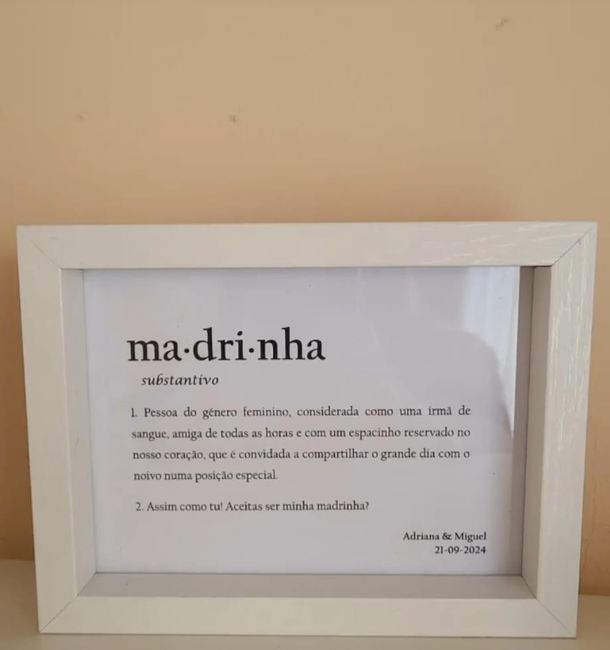 ma·dri·nha
substantivo
1. Pessoa do género feminino, considerada como uma irmã de
sangue, amiga de todas as horas e com um espacinho reservado no
nosso coração, que é convidada a compartilhar o grande dia com o
noivo numa posição especial.
2. Assim como tu! Aceitas ser minha madrinha?
Adriana & Miguel
21-09-2024